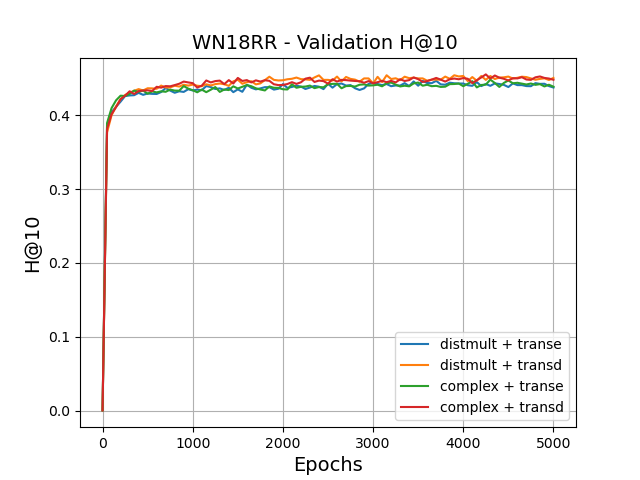 WN18RR - Validation H@10
H@10
0.4
0.3
0.2
0.1
0.0
distmult + transe
distmult + transd
complex + transe
complex + transd
0 1000 2000 3000 4000 5000
Epochs